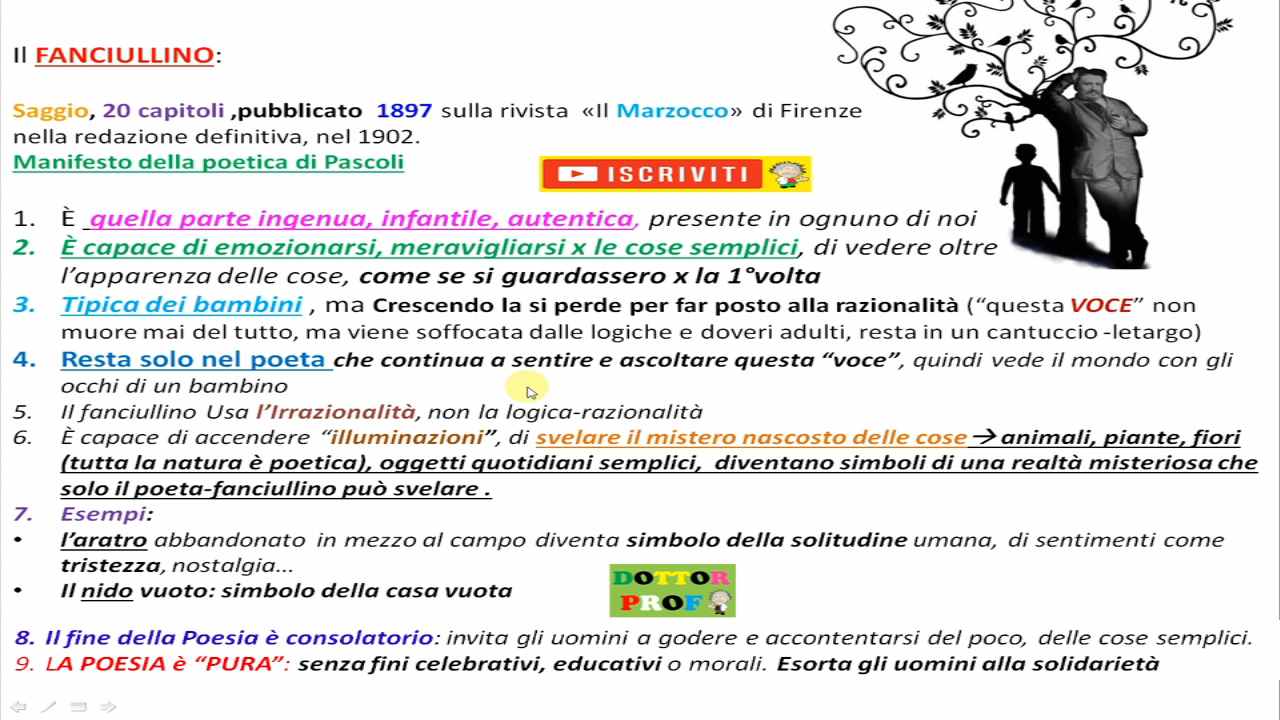 Il FANCIULLINO:
Saggio, 20 capitoli ,pubblicato 1897 sulla rivista «Il Marzocco» di Firenze
nella redazione definitiva, nel 1902.
Manifesto della poetica di Pascoli
ISCRIVITI
1. È quella parte ingenua, infantile, autentica, presente in ognuno di noi
2. È capace di emozionarsi, meravigliarsi x le cose semplici, di vedere oltre
l’apparenza delle cose, come se si guardassero x la 1°volta
3. Tipica dei bambini , ma Crescendo la si perde per far posto alla razionalità (“questa VOCE” non
muore mai del tutto, ma viene soffocata dalle logiche e doveri adulti, resta in un cantuccio -letargo)
4. Resta solo nel poeta che continua a sentire e ascoltare questa “voce”, quindi vede il mondo con gli
occhi di un bambino
5. Il fanciullino Usa l’Irrazionalità, non la logica-razionalità
6. È capace di accendere “illuminazioni”, di svelare il mistero nascosto delle cose→ animali, piante, fiori
(tutta la natura è poetica), oggetti quotidiani semplici, diventano simboli di una realtà misteriosa che
solo il poeta-fanciullino può svelare .
7. Esempi:
• l’aratro abbandonato in mezzo al campo diventa simbolo della solitudine umana, di sentimenti come
tristezza, nostalgia...
• Il nido vuoto: simbolo della casa vuota
DOTTOR
PROF
8. Il fine della Poesia è consolatorio: invita gli uomini a godere e accontentarsi del poco, delle cose semplici.
9. LA POESIA è “PURA”: senza fini celebrativi, educativi o morali. Esorta gli uomini alla solidarietà